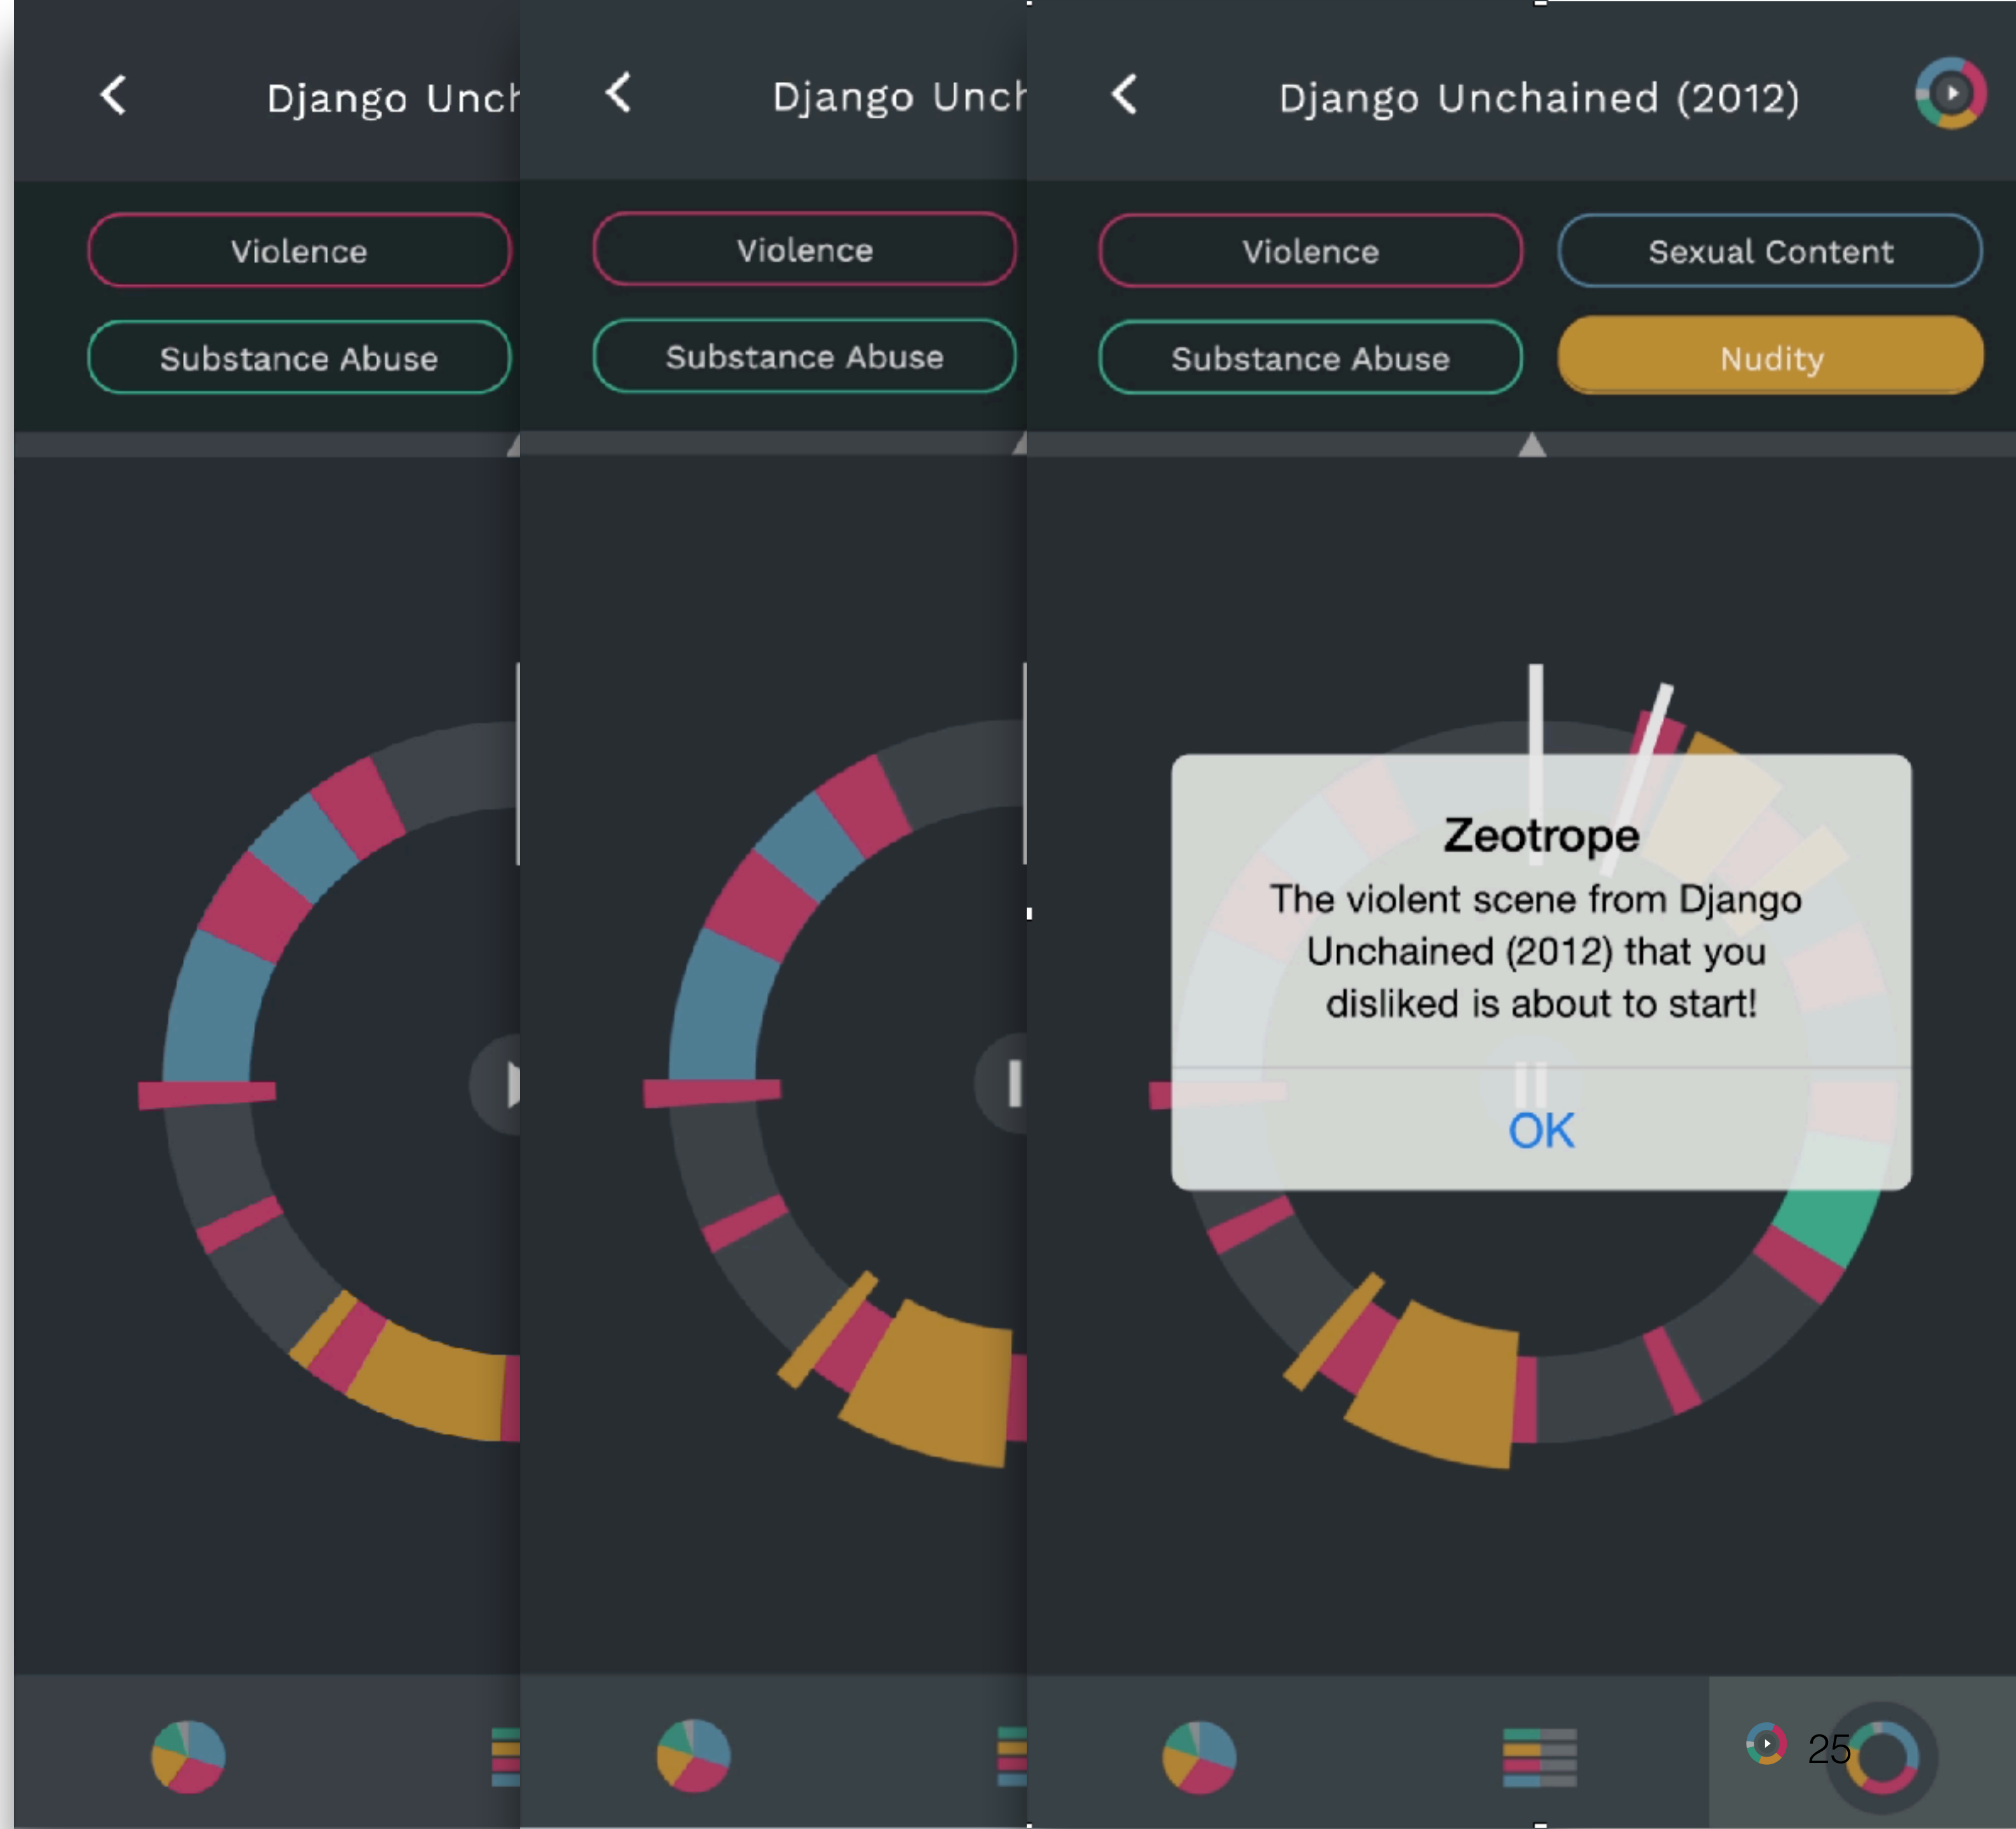 Django Unch
Violence
Substance Abuse
Django Unch
Violence
Substance Abuse
Django Unchained (2012)
Violence
Sexual Content
Substance Abuse
Nudity
Zeotrope
The violent scene from Django
Unchained (2012) that you
disliked is about to start!
OK
25